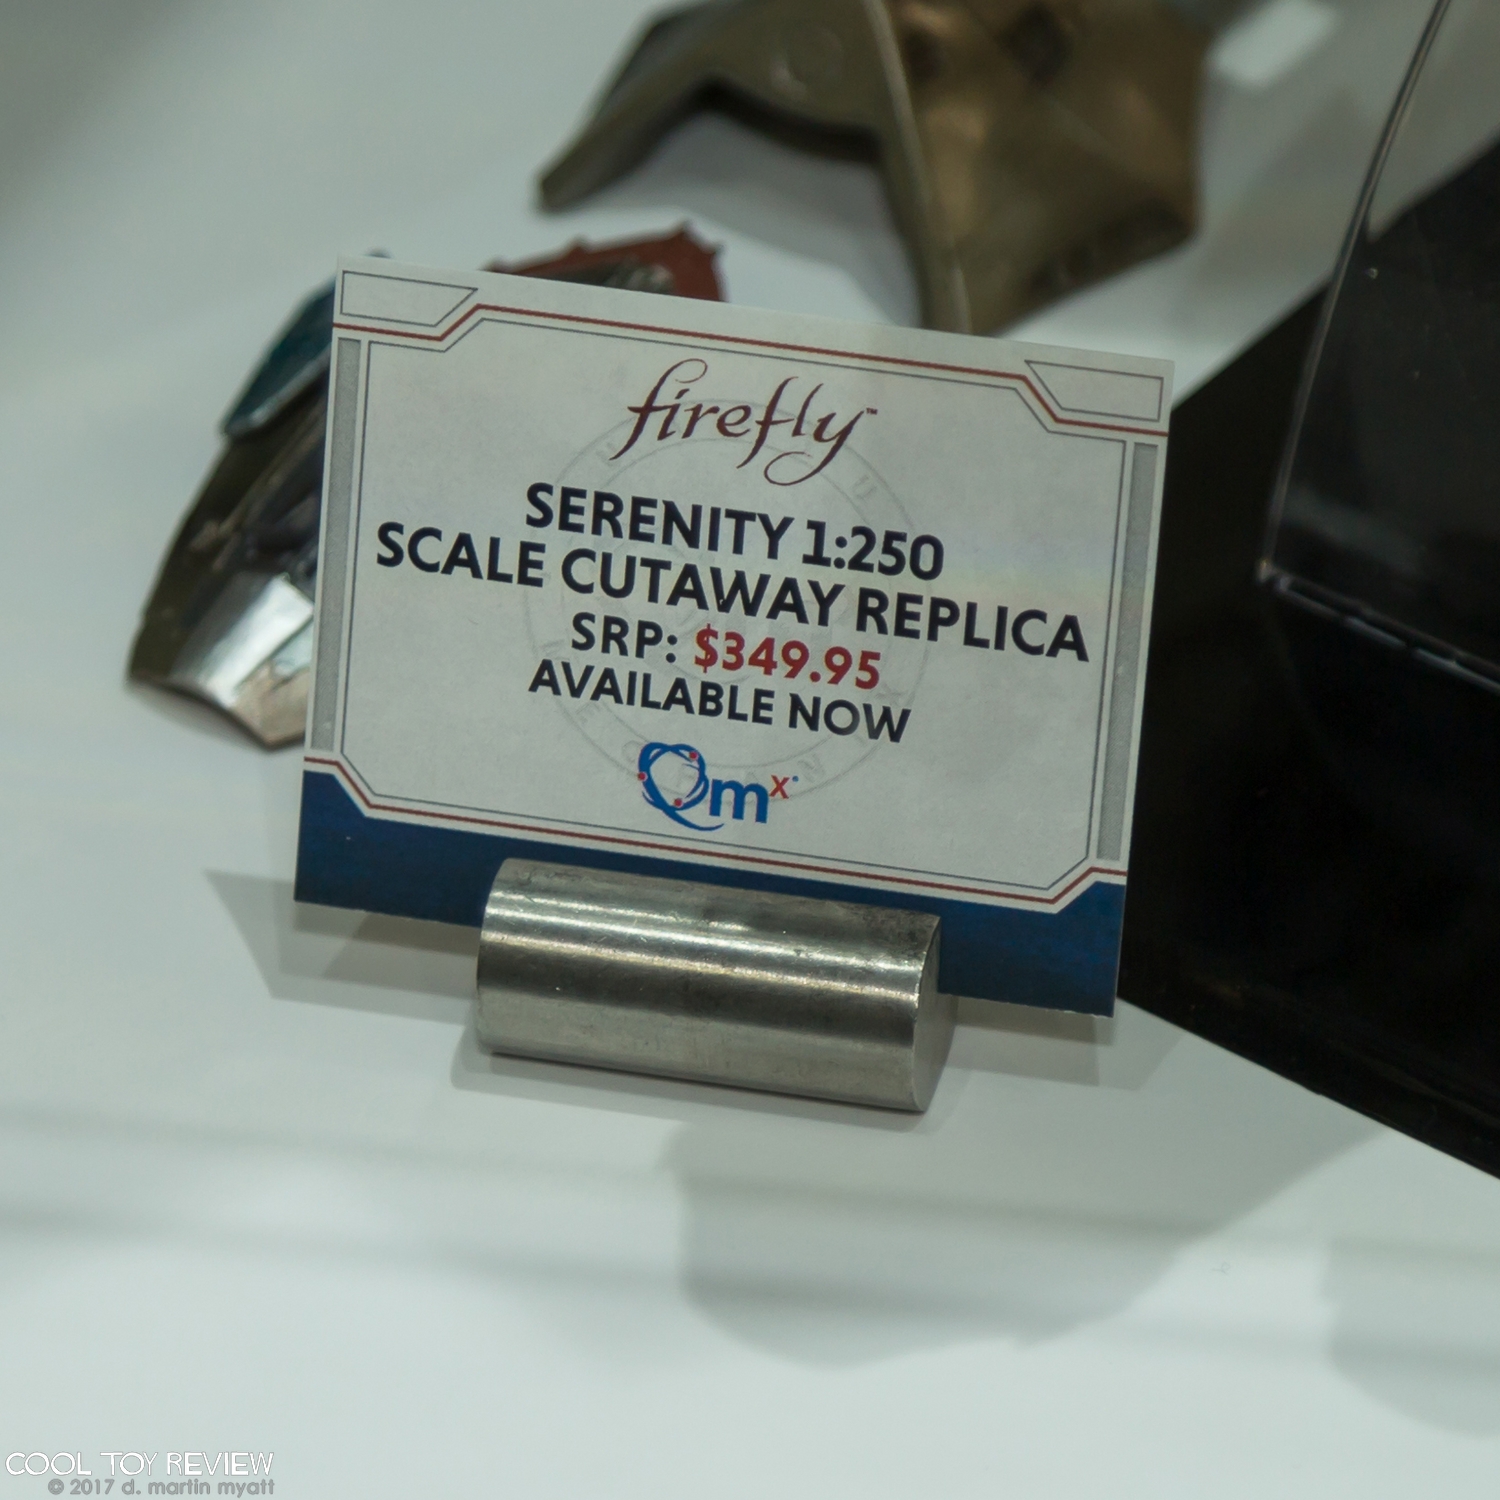 firefly™
SERENITY 1:250
SCALE CUTAWAY REPLICA
SRP: $349.95
AVAILABLE NOW
Qmx
COOL TOY REVIEW
© 2017 d. martin myatt